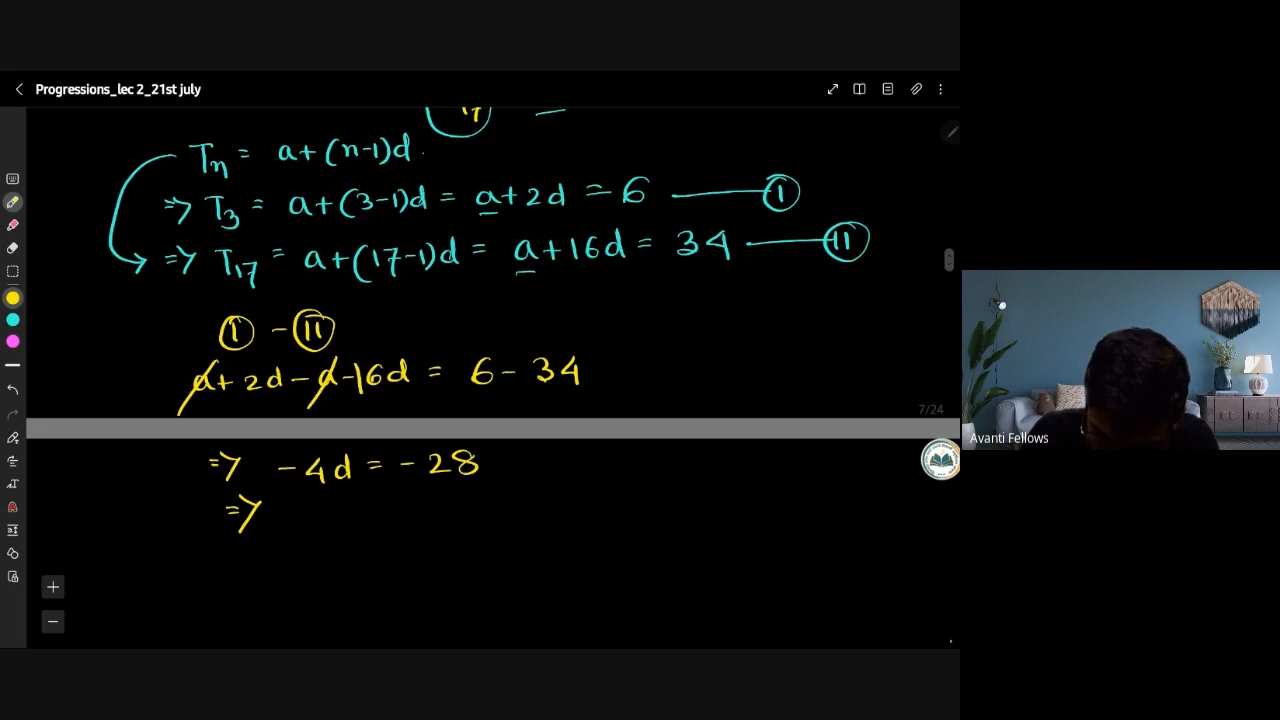 Progressions_lec 2_21st july
Tn = a+(n-1)d
=> T3 = a+(3-1)d = a+2d = 6 —— I
=> T17 = a+(17-1)d = a+16d = 34 —— II
I - II
a+2d-a-16d = 6-34
7/24
=> -4d = -28
=>
Avanti Fellows